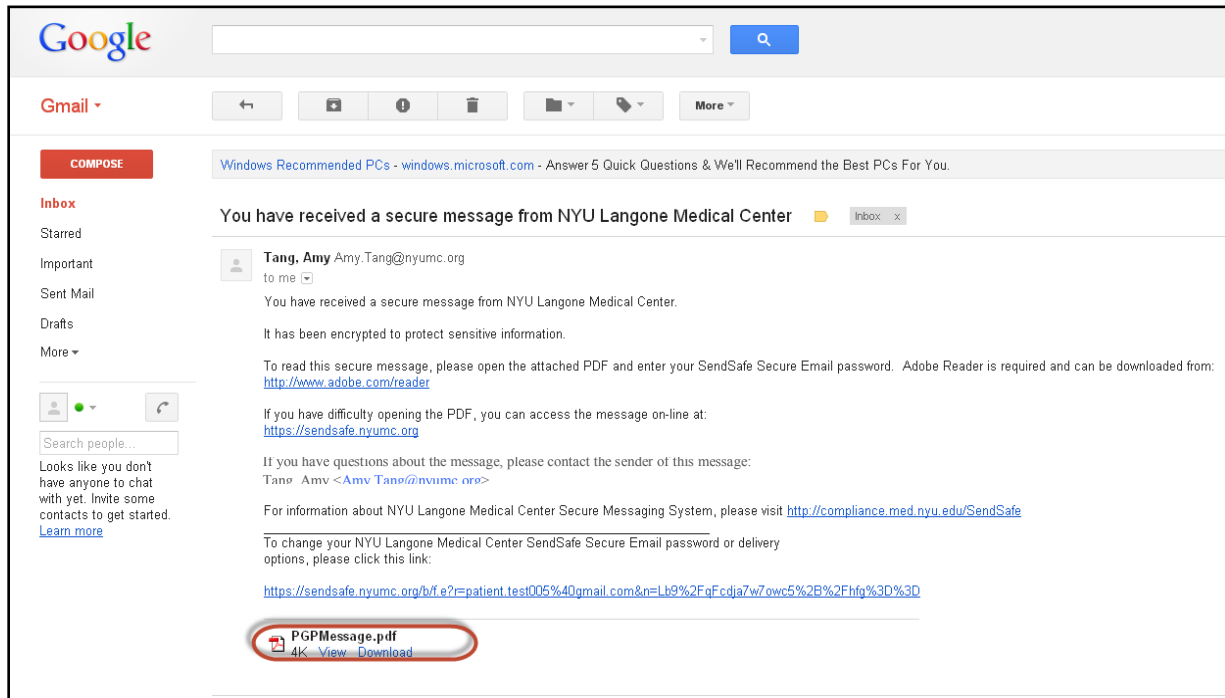 Google
Gmail
More
COMPOSE
Windows Recommended PCs - windows.microsoft.com - Answer 5 Quick Questions & We'll Recommend the Best PCs For You.
Inbox
Starred
Important
Sent Mail
Drafts
More
Search people...
Looks like you don't
have anyone to chat
with yet. Invite some
contacts to get started.
Learn more
You have received a secure message from NYU Langone Medical Center
Inbox x
Tang, Amy Amy.Tang@nyumc.org
to me
You have received a secure message from NYU Langone Medical Center.
It has been encrypted to protect sensitive information.
To read this secure message, please open the attached PDF and enter your SendSafe Secure Email password. Adobe Reader is required and can be downloaded from:
http://www.adobe.com/reader
If you have difficulty opening the PDF, you can access the message on-line at:
https://sendsafe.nyumc.org
If you have questions about the message, please contact the sender of this message:
Tang, Amy <Amy.Tang@nyumc.org>
For information about NYU Langone Medical Center Secure Messaging System, please visit http://compliance.med.nyu.edu/SendSafe
To change your NYU Langone Medical Center SendSafe Secure Email password or delivery
options, please click this link:
https://sendsafe.nyumc.org/b/f.e?r=patient.test005%40gmail.com&n=Lb9%2FqFcdja7w7owc5%2B%2Fhfg%3D%3D
PGPMessage.pdf
4K View Download